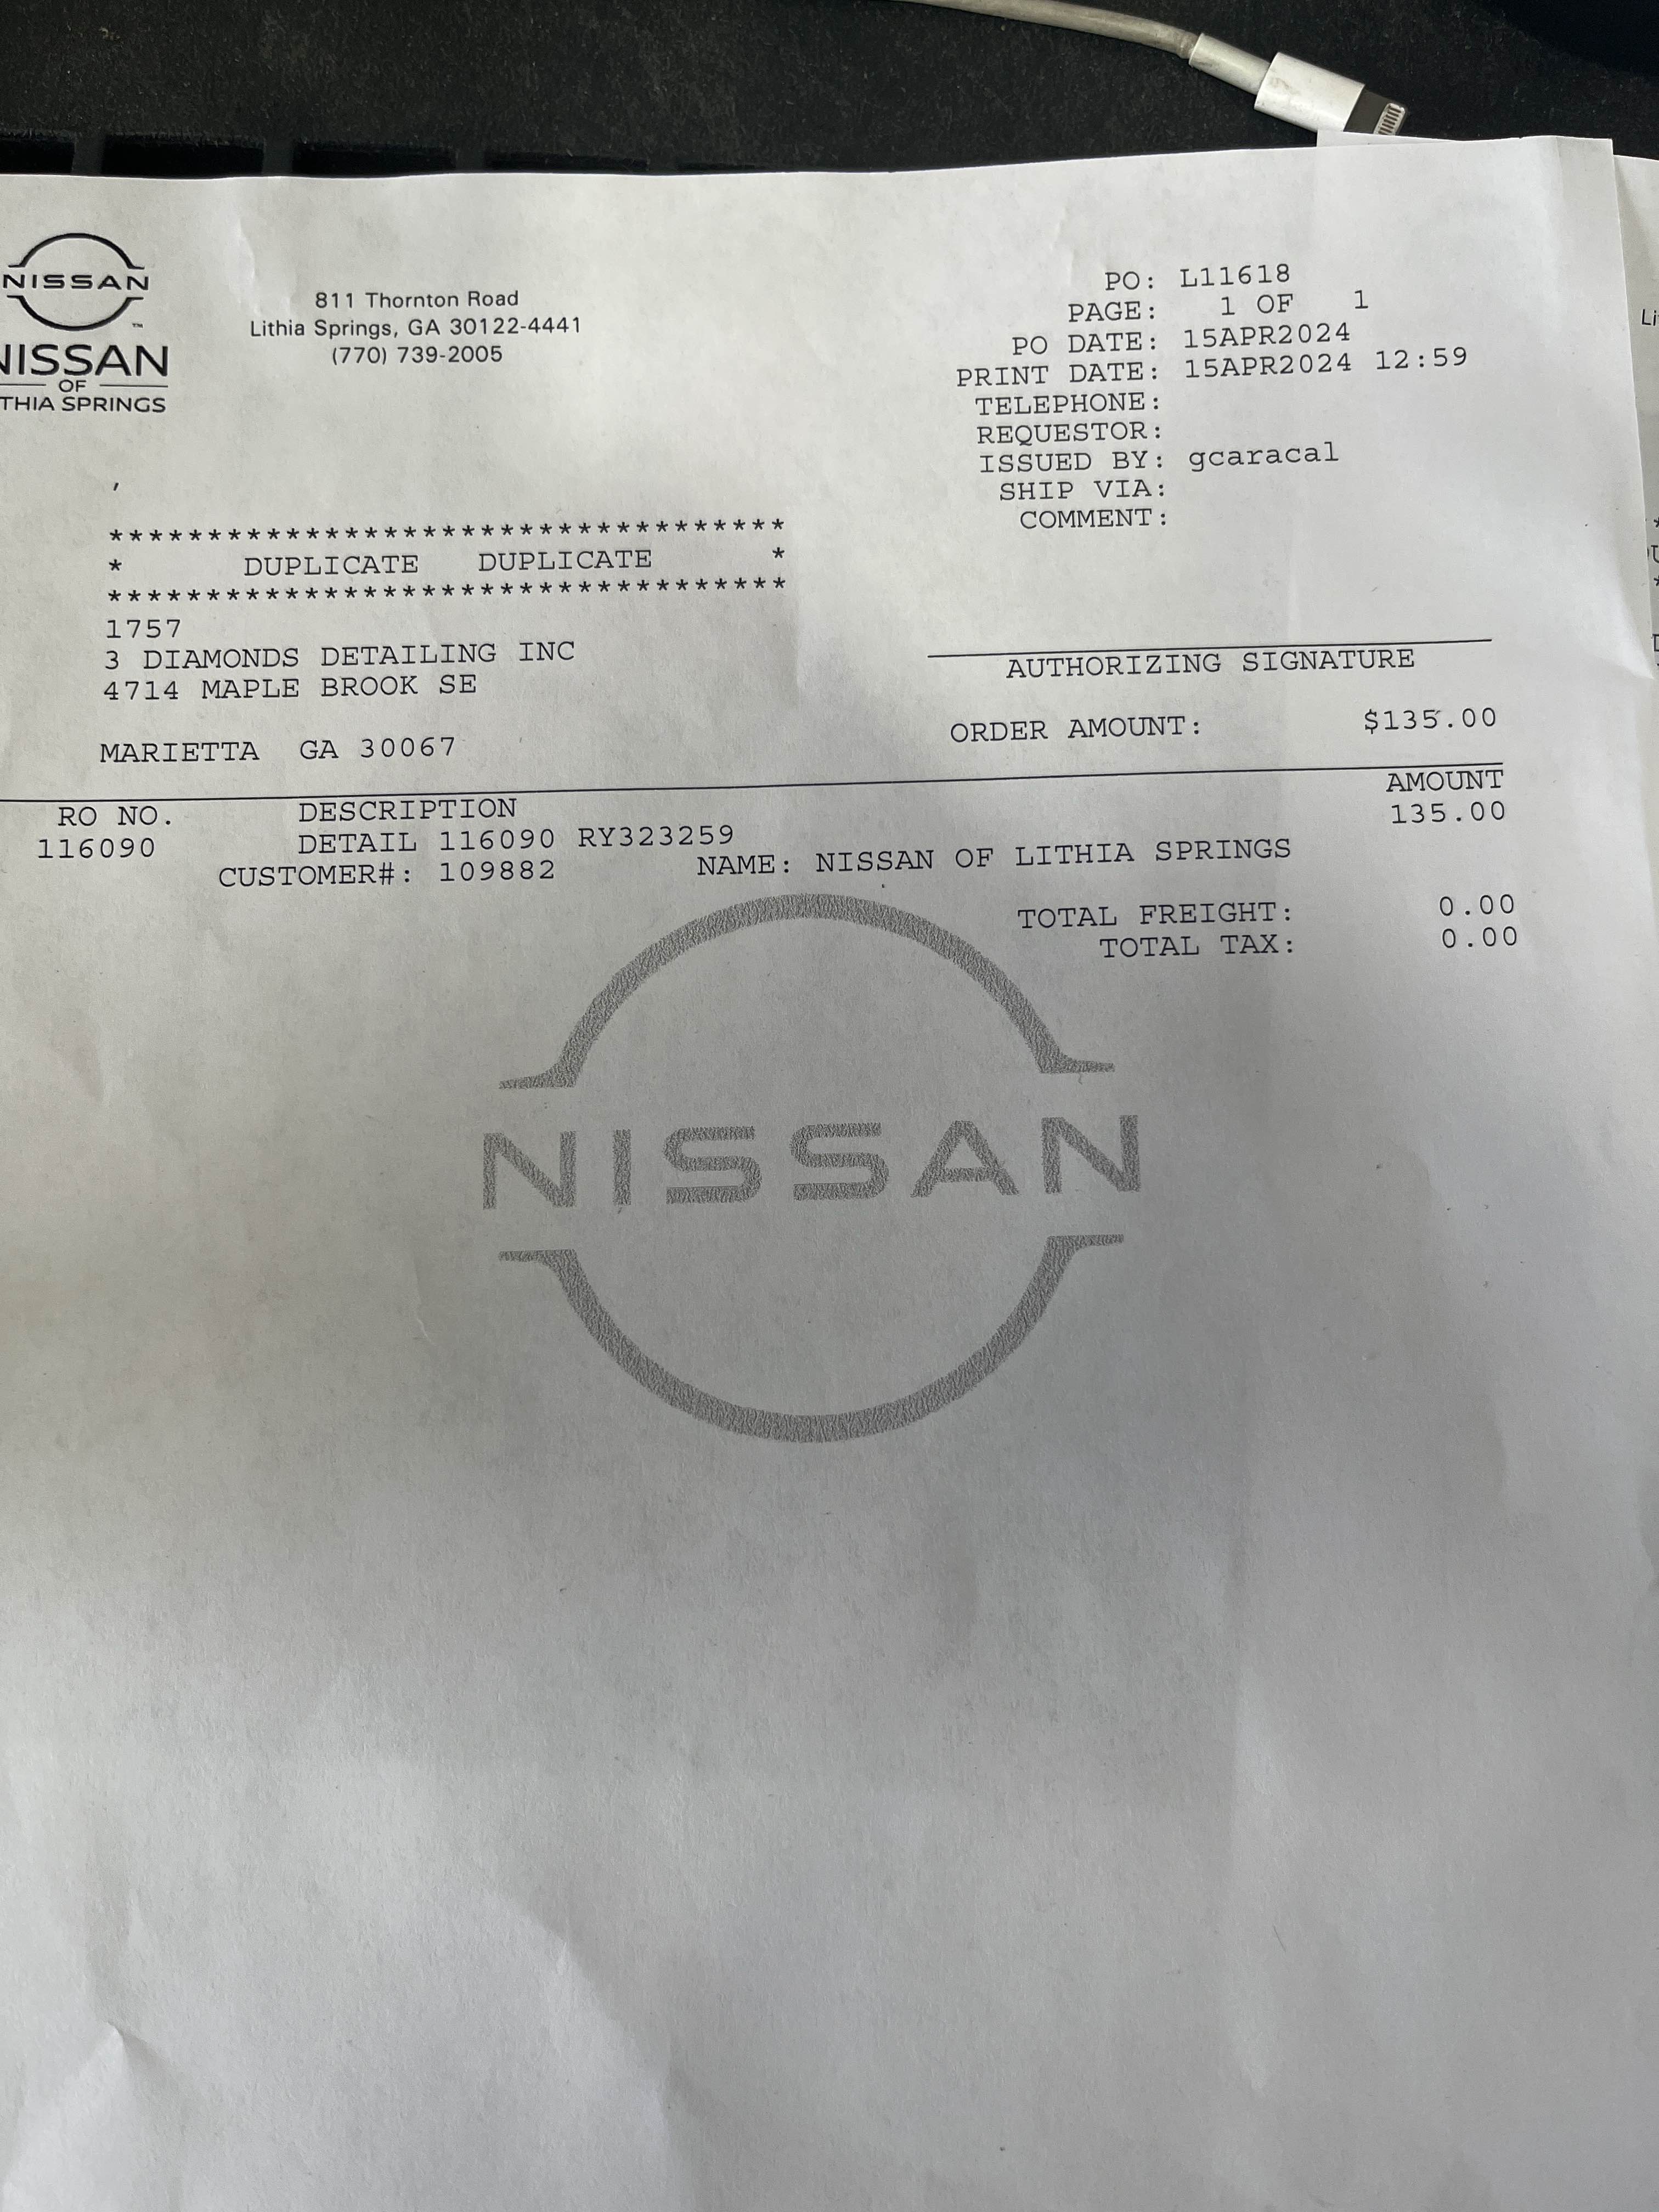 NISSAN
NISSAN
OF
THIA SPRINGS
811 Thornton Road
Lithia Springs, GA 30122-4441
(770) 739-2005
PO: L11618
PAGE: 1 OF 1
PO DATE: 15APR2024
PRINT DATE: 15APR2024 12:59
TELEPHONE:
REQUESTOR:
ISSUED BY: gcaracal
SHIP VIA:
COMMENT:
,
***********************************
* DUPLICATE DUPLICATE *
***********************************
1757
3 DIAMONDS DETAILING INC
4714 MAPLE BROOK SE
MARIETTA GA 30067
AUTHORIZING SIGNATURE
ORDER AMOUNT: $135.00
RO NO. DESCRIPTION AMOUNT
116090 DETAIL 116090 RY323259 135.00
CUSTOMER#: 109882 NAME: NISSAN OF LITHIA SPRINGS
TOTAL FREIGHT: 0.00
TOTAL TAX: 0.00
NISSAN